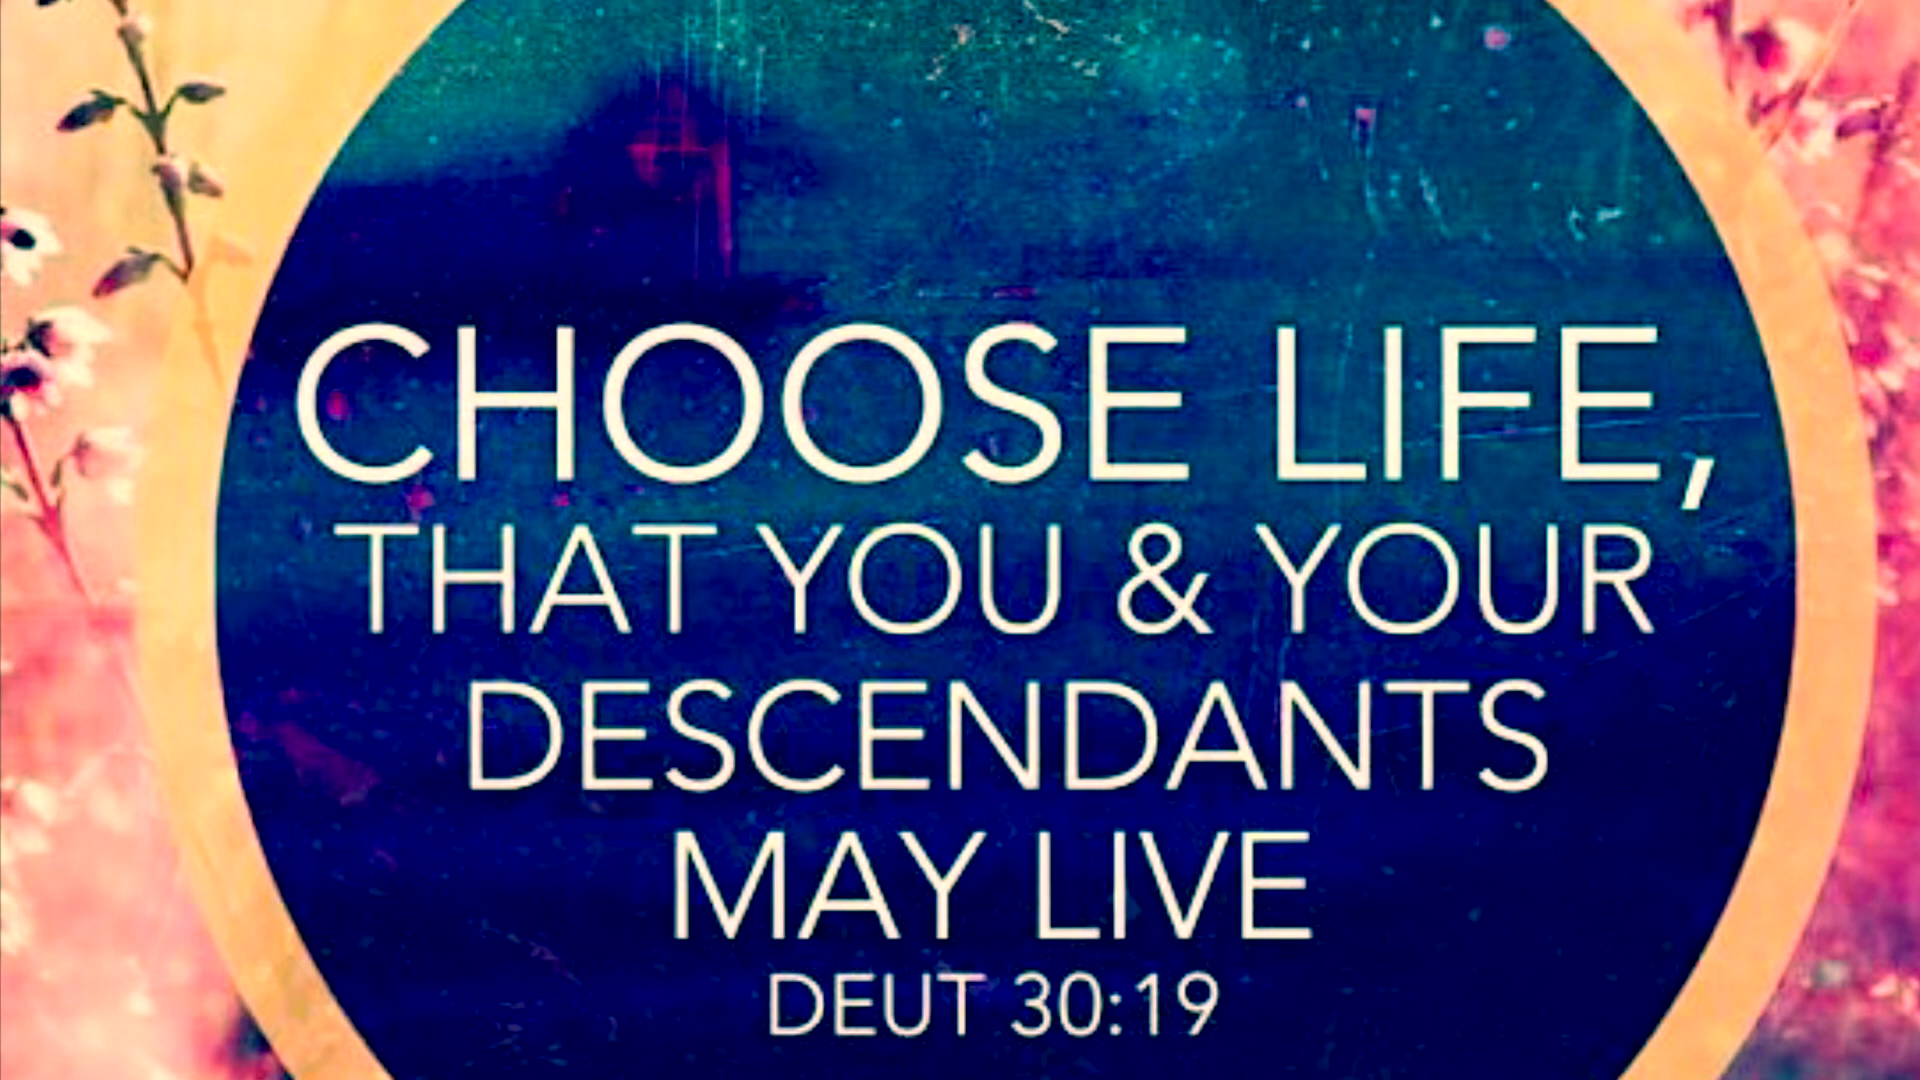 CHOOSE LIFE,
THAT YOU & YOUR
DESCENDANTS
MAY LIVE
DEUT 30:19